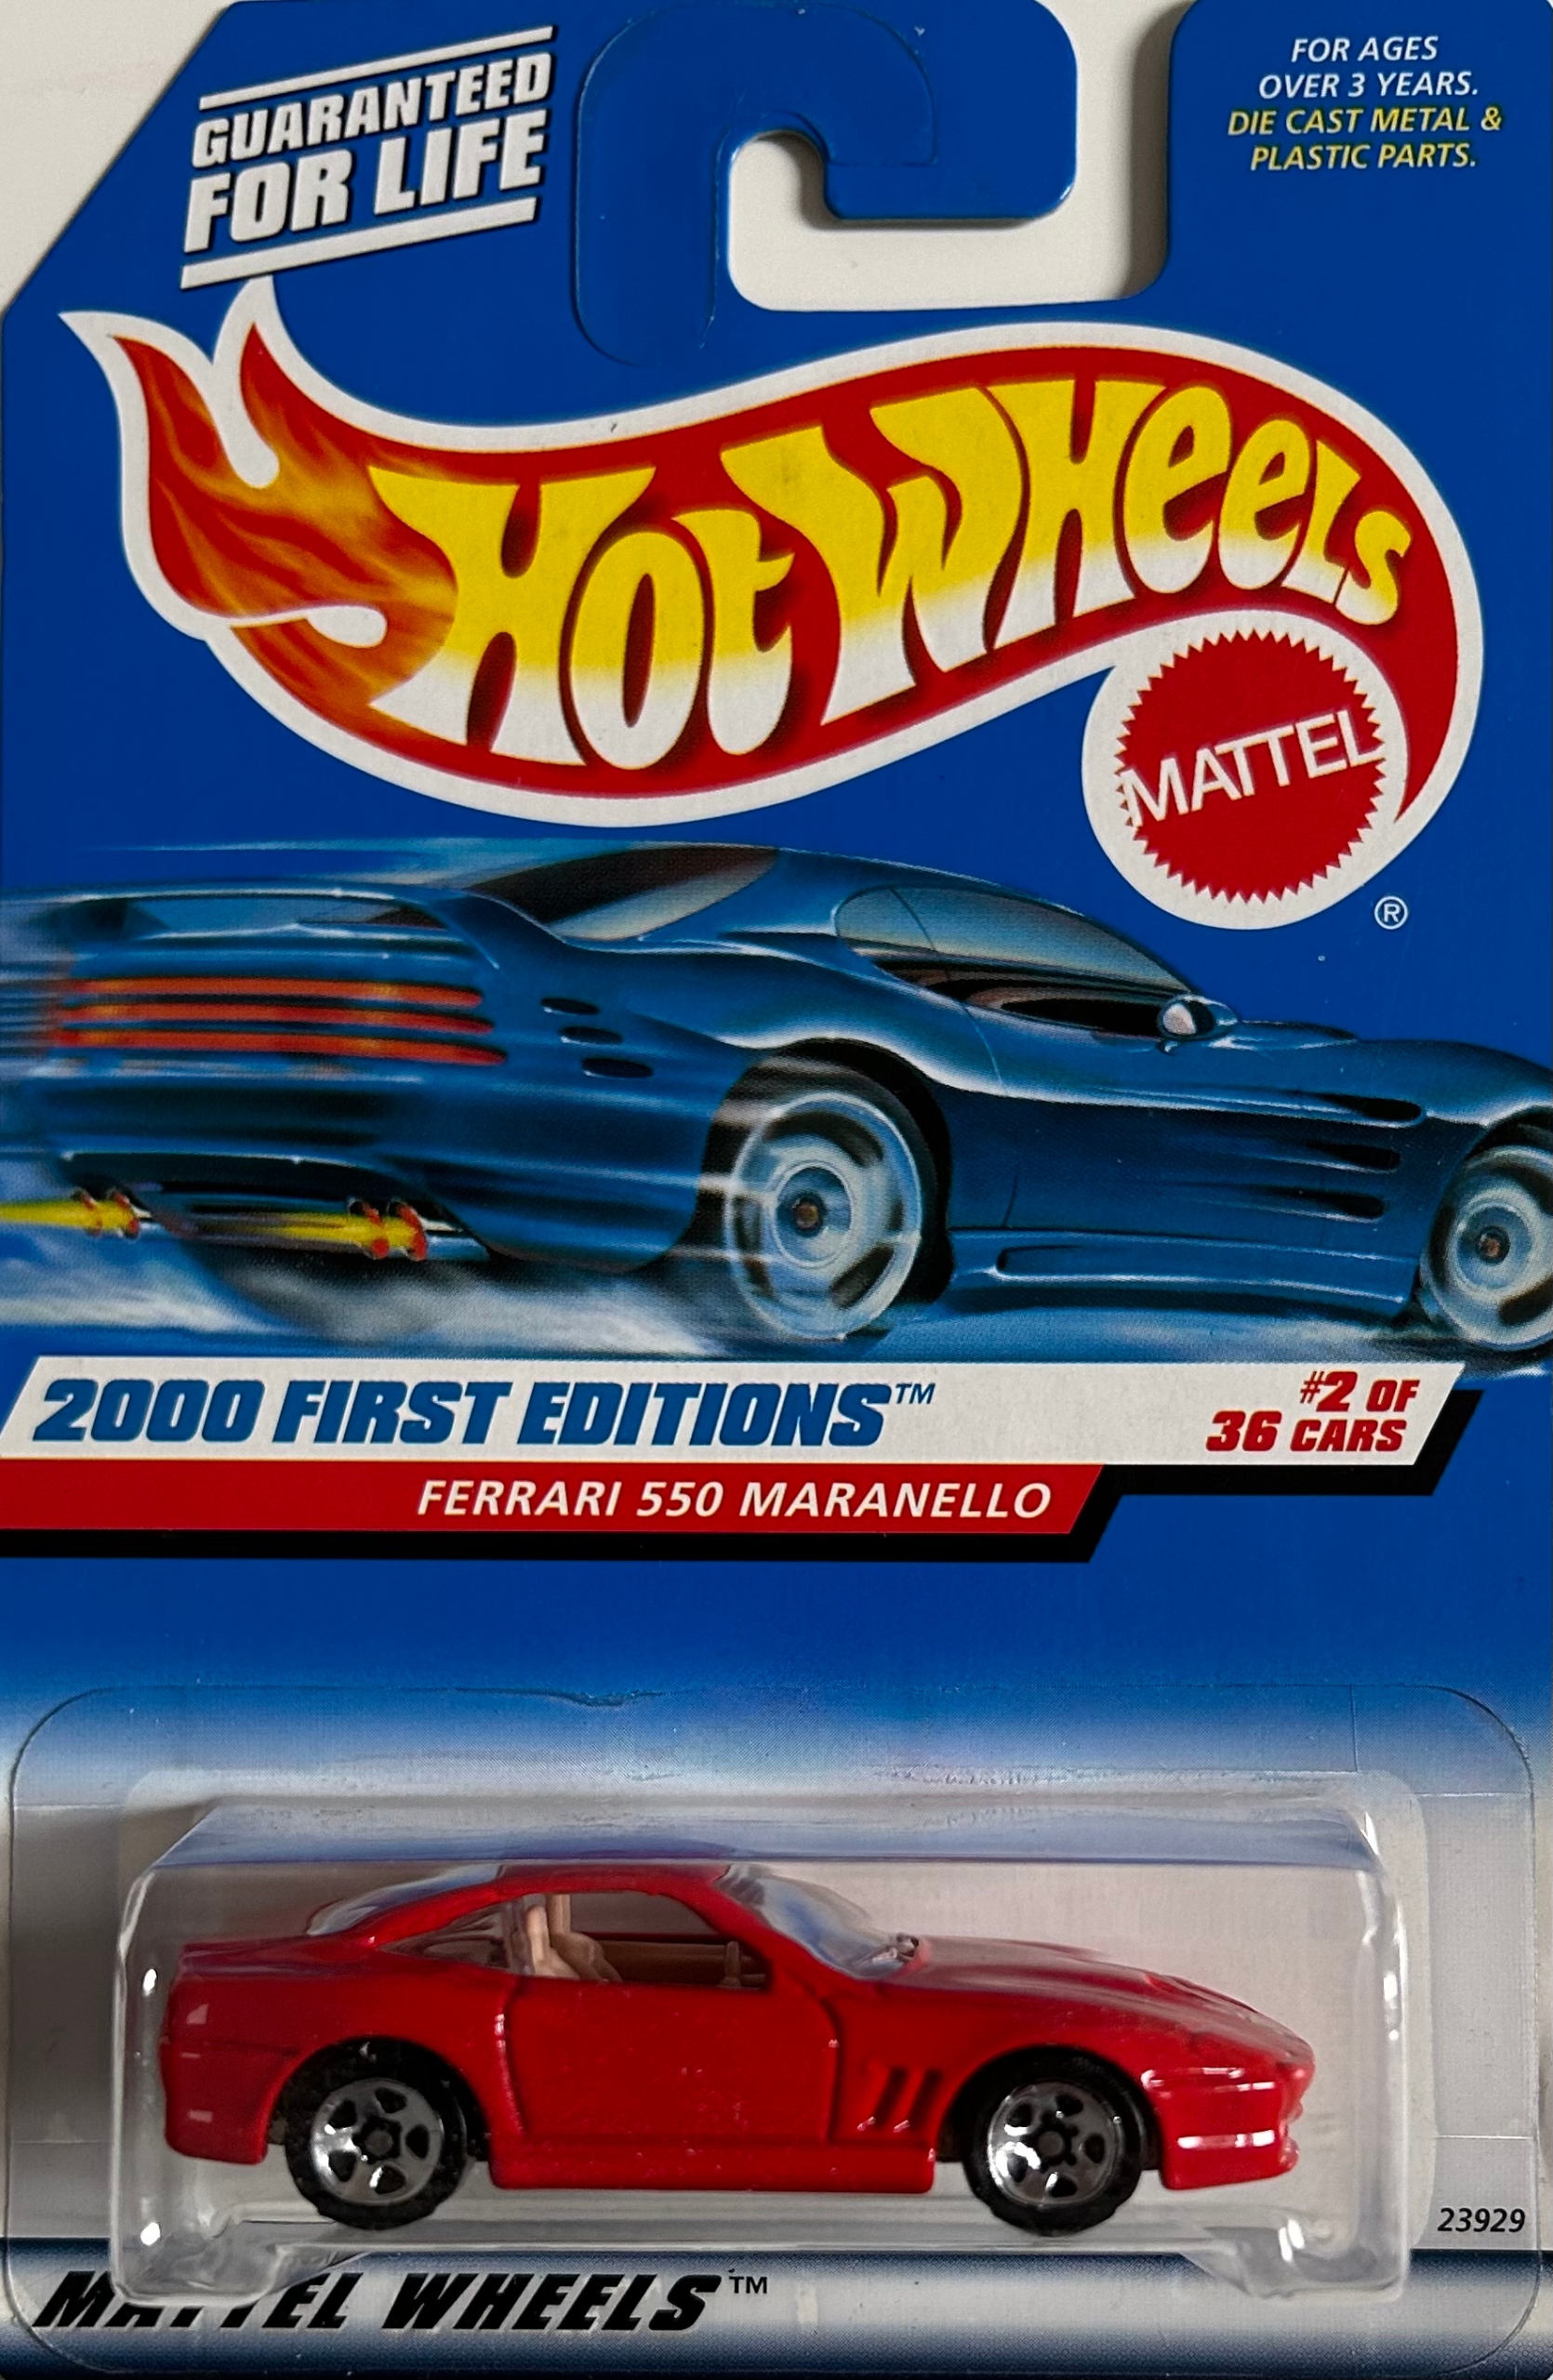 GUARANTEED
FOR LIFE
FOR AGES
OVER 3 YEARS.
DIE CAST METAL &
PLASTIC PARTS.
Hot Wheels
MATTEL
®
2000 FIRST EDITIONS™
#2 OF
36 CARS
FERRARI 550 MARANELLO
23929
MATTEL WHEELS™